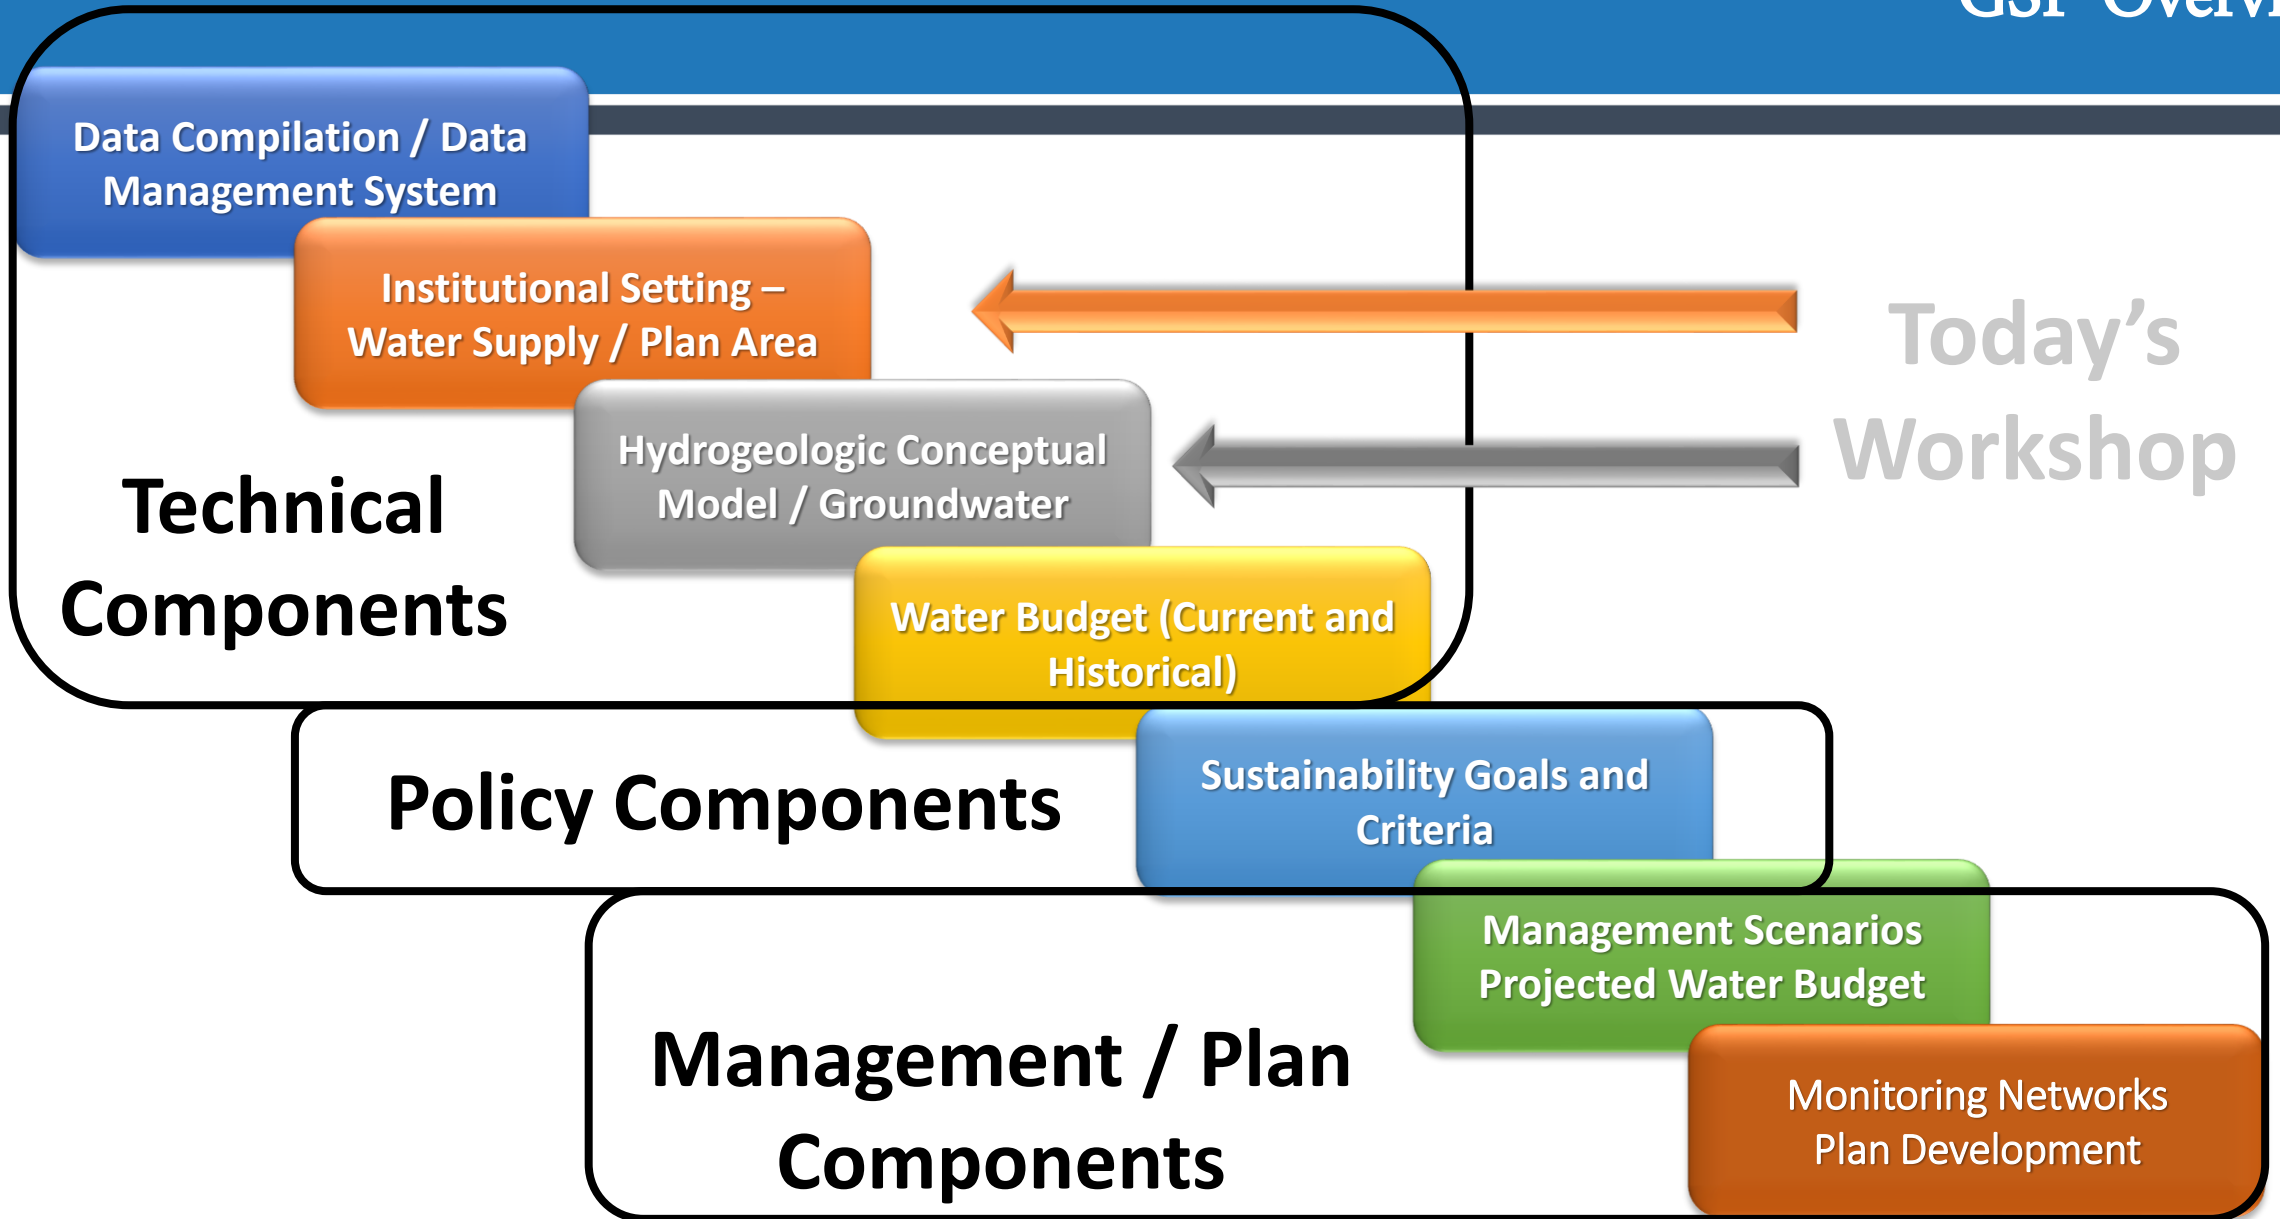 GSP Overvi
Data Compilation / Data
Management System
Institutional Setting –
Water Supply / Plan Area
Today’s
Workshop
Hydrogeologic Conceptual
Model / Groundwater
Technical
Components
Water Budget (Current and
Historical)
Policy Components
Sustainability Goals and
Criteria
Management Scenarios
Projected Water Budget
Management / Plan
Components
Monitoring Networks
Plan Development